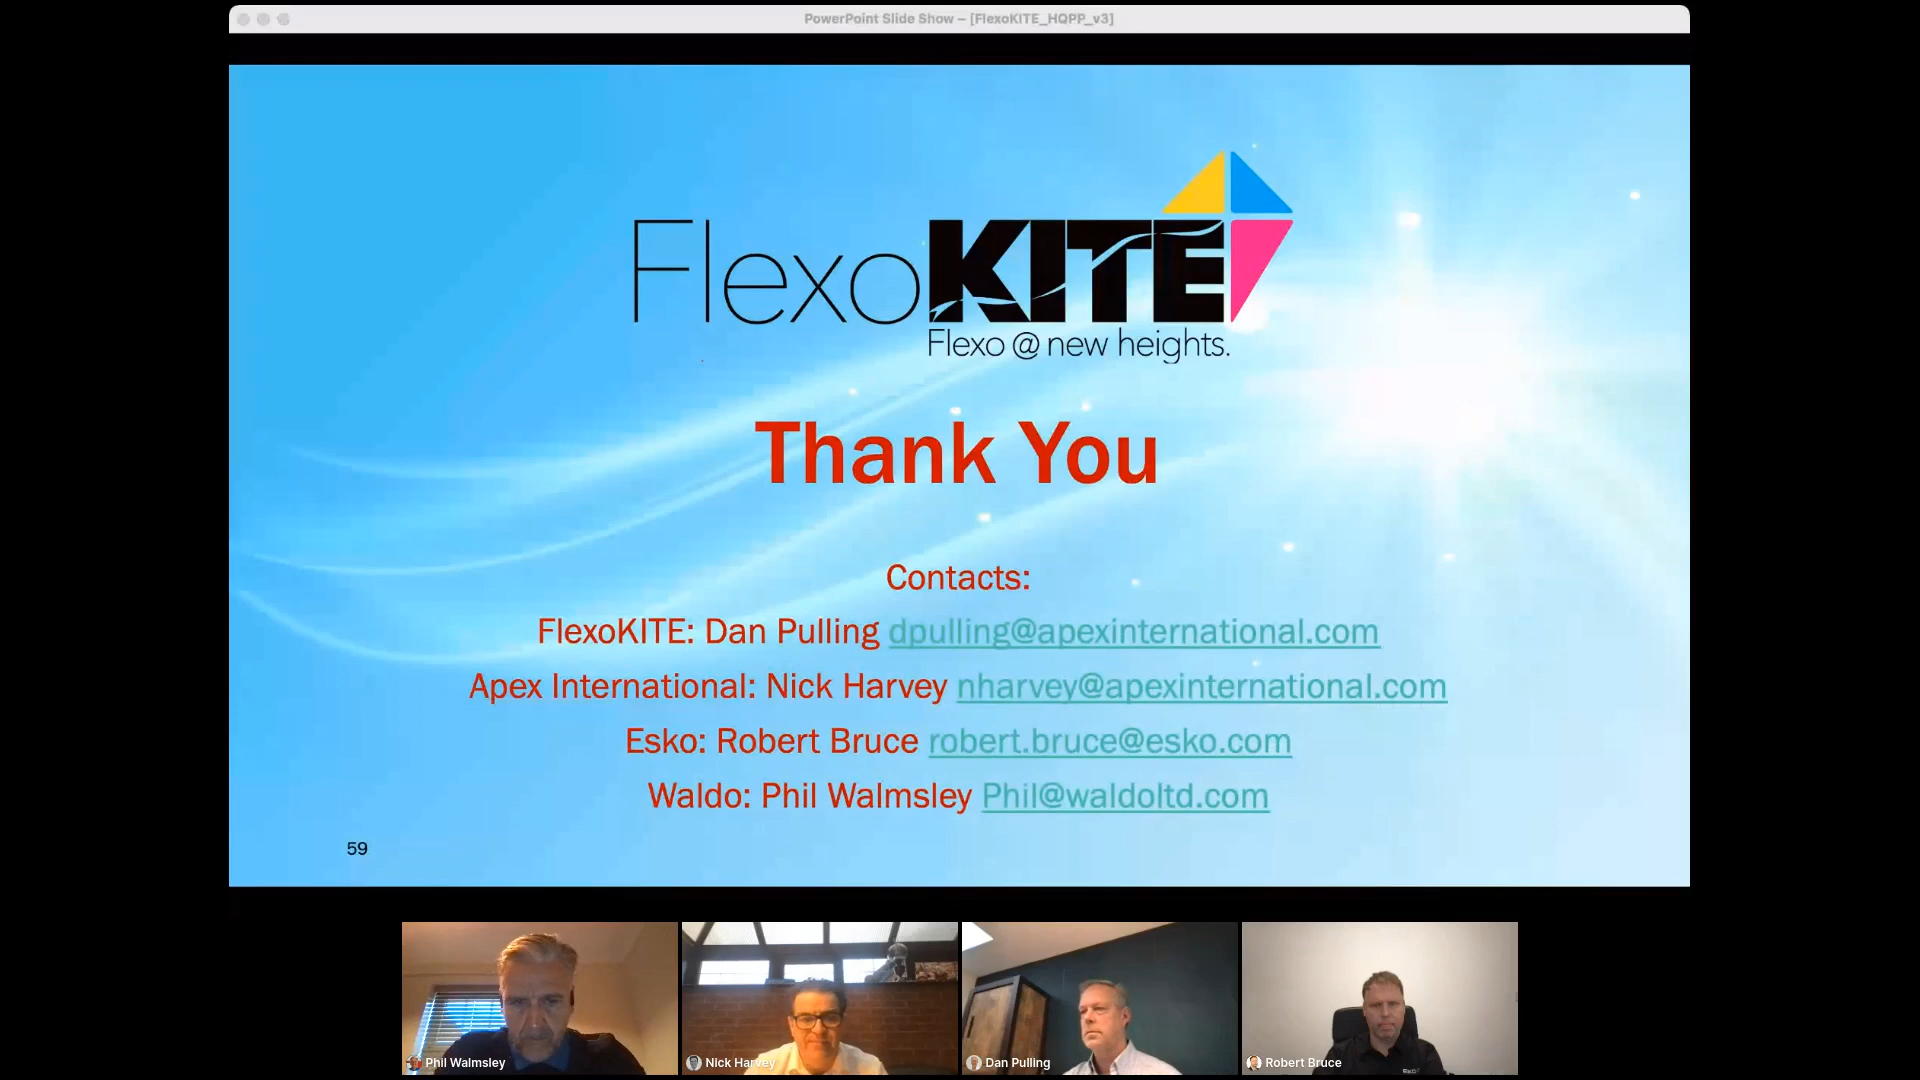 PowerPoint Slide Show – [FlexoKITE_HQPP_v3]
FlexoKITE
Flexo @ new heights.
Thank You
Contacts:
FlexoKITE: Dan Pulling dpulling@apexinternational.com
Apex International: Nick Harvey nharvey@apexinternational.com
Esko: Robert Bruce robert.bruce@esko.com
Waldo: Phil Walmsley Phil@waldoltd.com
59
Phil Walmsley
Nick Harvey
Dan Pulling
Robert Bruce